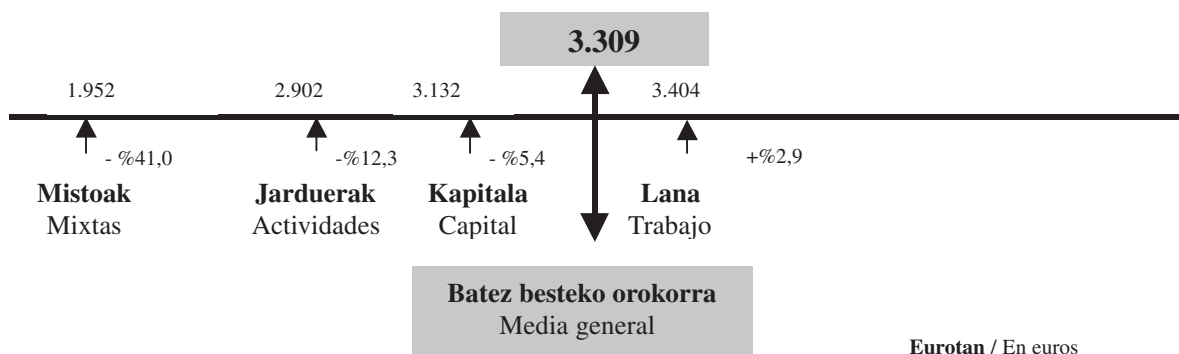 3.309
1.952 2.902 3.132 3.404
- %41,0 -%12,3 - %5,4 +%2,9
Mistoak Jarduerak Kapitala Lana
Mixtas Actividades Capital Trabajo
Batez besteko orokorra
Media general
Eurotan / En euros